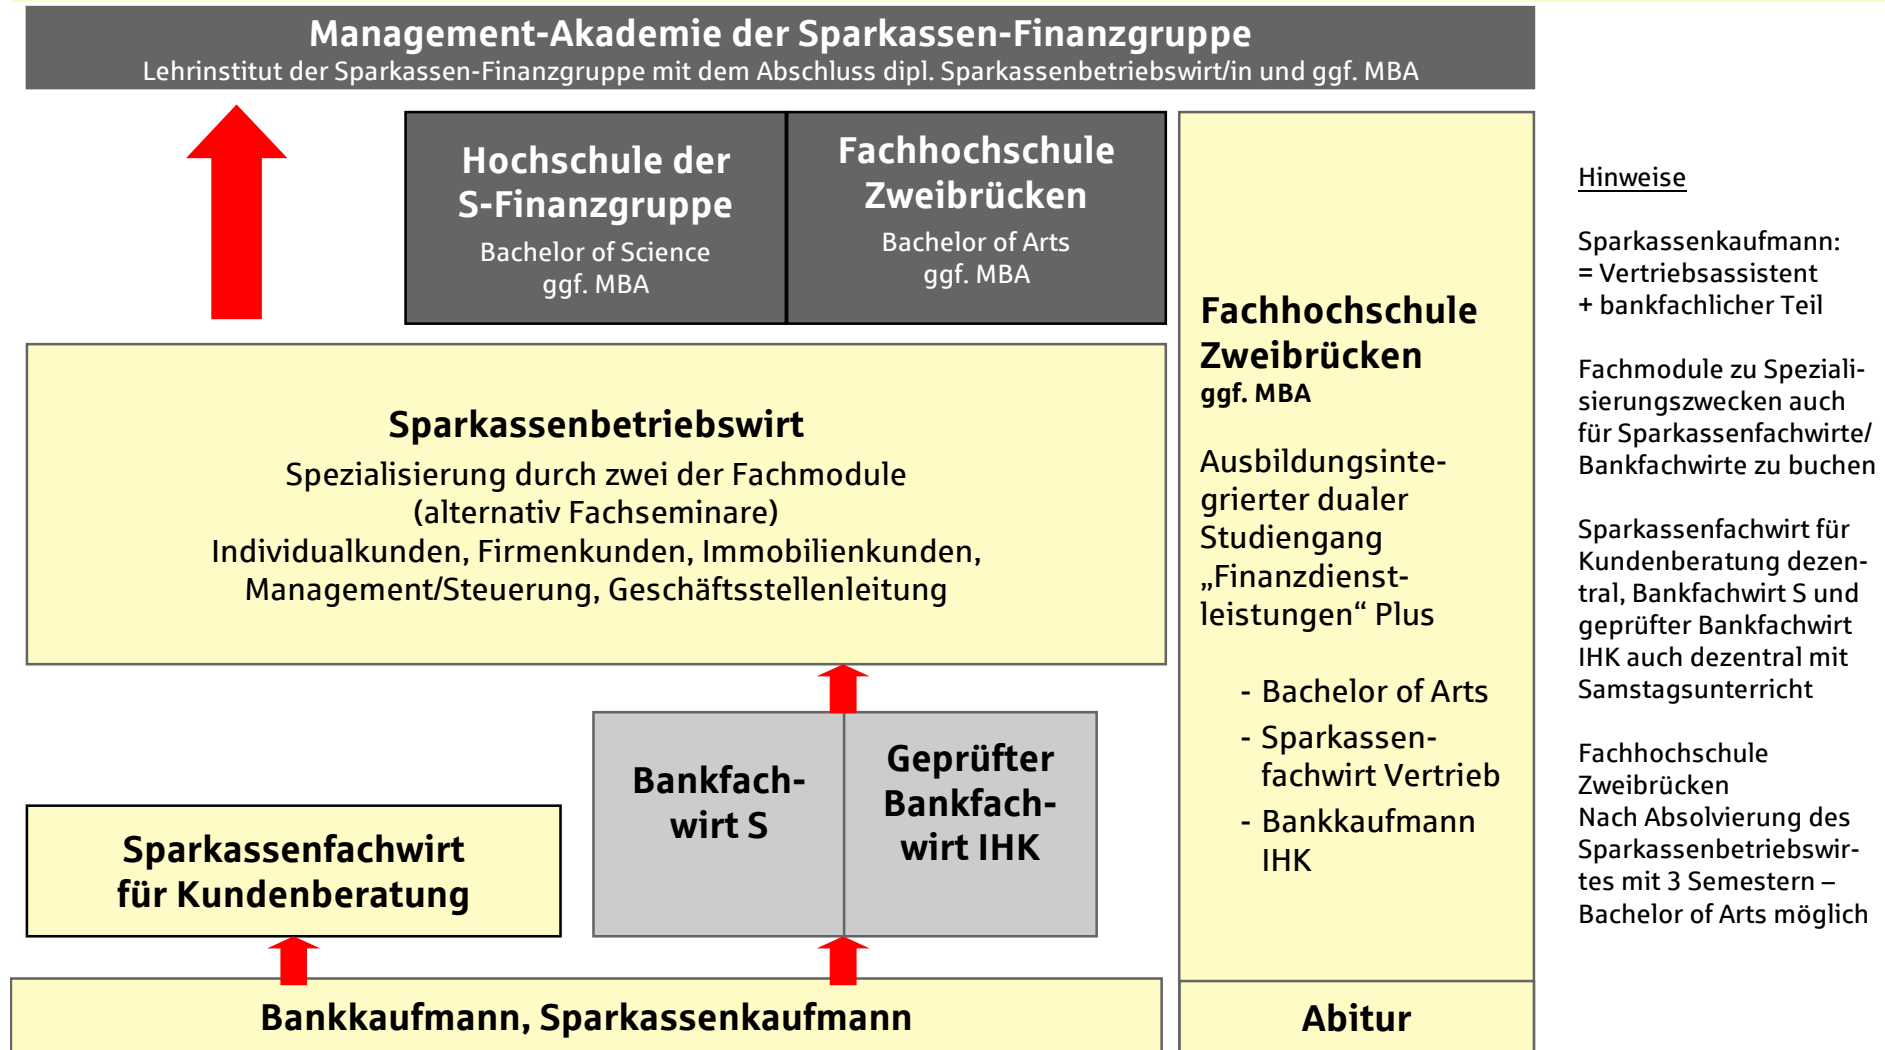 Management-Akademie der Sparkassen-Finanzgruppe
Lehrinstitut der Sparkassen-Finanzgruppe mit dem Abschluss dipl. Sparkassenbetriebswirt/in und ggf. MBA
Hochschule der
S-Finanzgruppe
Bachelor of Science
ggf. MBA
Fachhochschule
Zweibrücken
Bachelor of Arts
ggf. MBA
Sparkassenbetriebswirt
Spezialisierung durch zwei der Fachmodule
(alternativ Fachseminare)
Individualkunden, Firmenkunden, Immobilienkunden,
Management/Steuerung, Geschäftsstellenleitung
Sparkassenfachwirt
für Kundenberatung
Bankfach-
wirt S
Geprüfter
Bankfach-
wirt IHK
Bankkaufmann, Sparkassenkaufmann
Fachhochschule
Zweibrücken
ggf. MBA
Ausbildungsinte-
grierter dualer
Studiengang
„Finanzdienst-
leistungen“ Plus
- Bachelor of Arts
- Sparkassen-
fachwirt Vertrieb
- Bankkaufmann
IHK
Abitur
Hinweise
Sparkassenkaufmann:
= Vertriebsassistent
+ bankfachlicher Teil
Fachmodule zu Speziali-
sierungszwecken auch
für Sparkassenfachwirte/
Bankfachwirte zu buchen
Sparkassenfachwirt für
Kundenberatung dezen-
tral, Bankfachwirt S und
geprüfter Bankfachwirt
IHK auch dezentral mit
Samstagsunterricht
Fachhochschule
Zweibrücken
Nach Absolvierung des
Sparkassenbetriebswir-
tes mit 3 Semestern –
Bachelor of Arts möglich